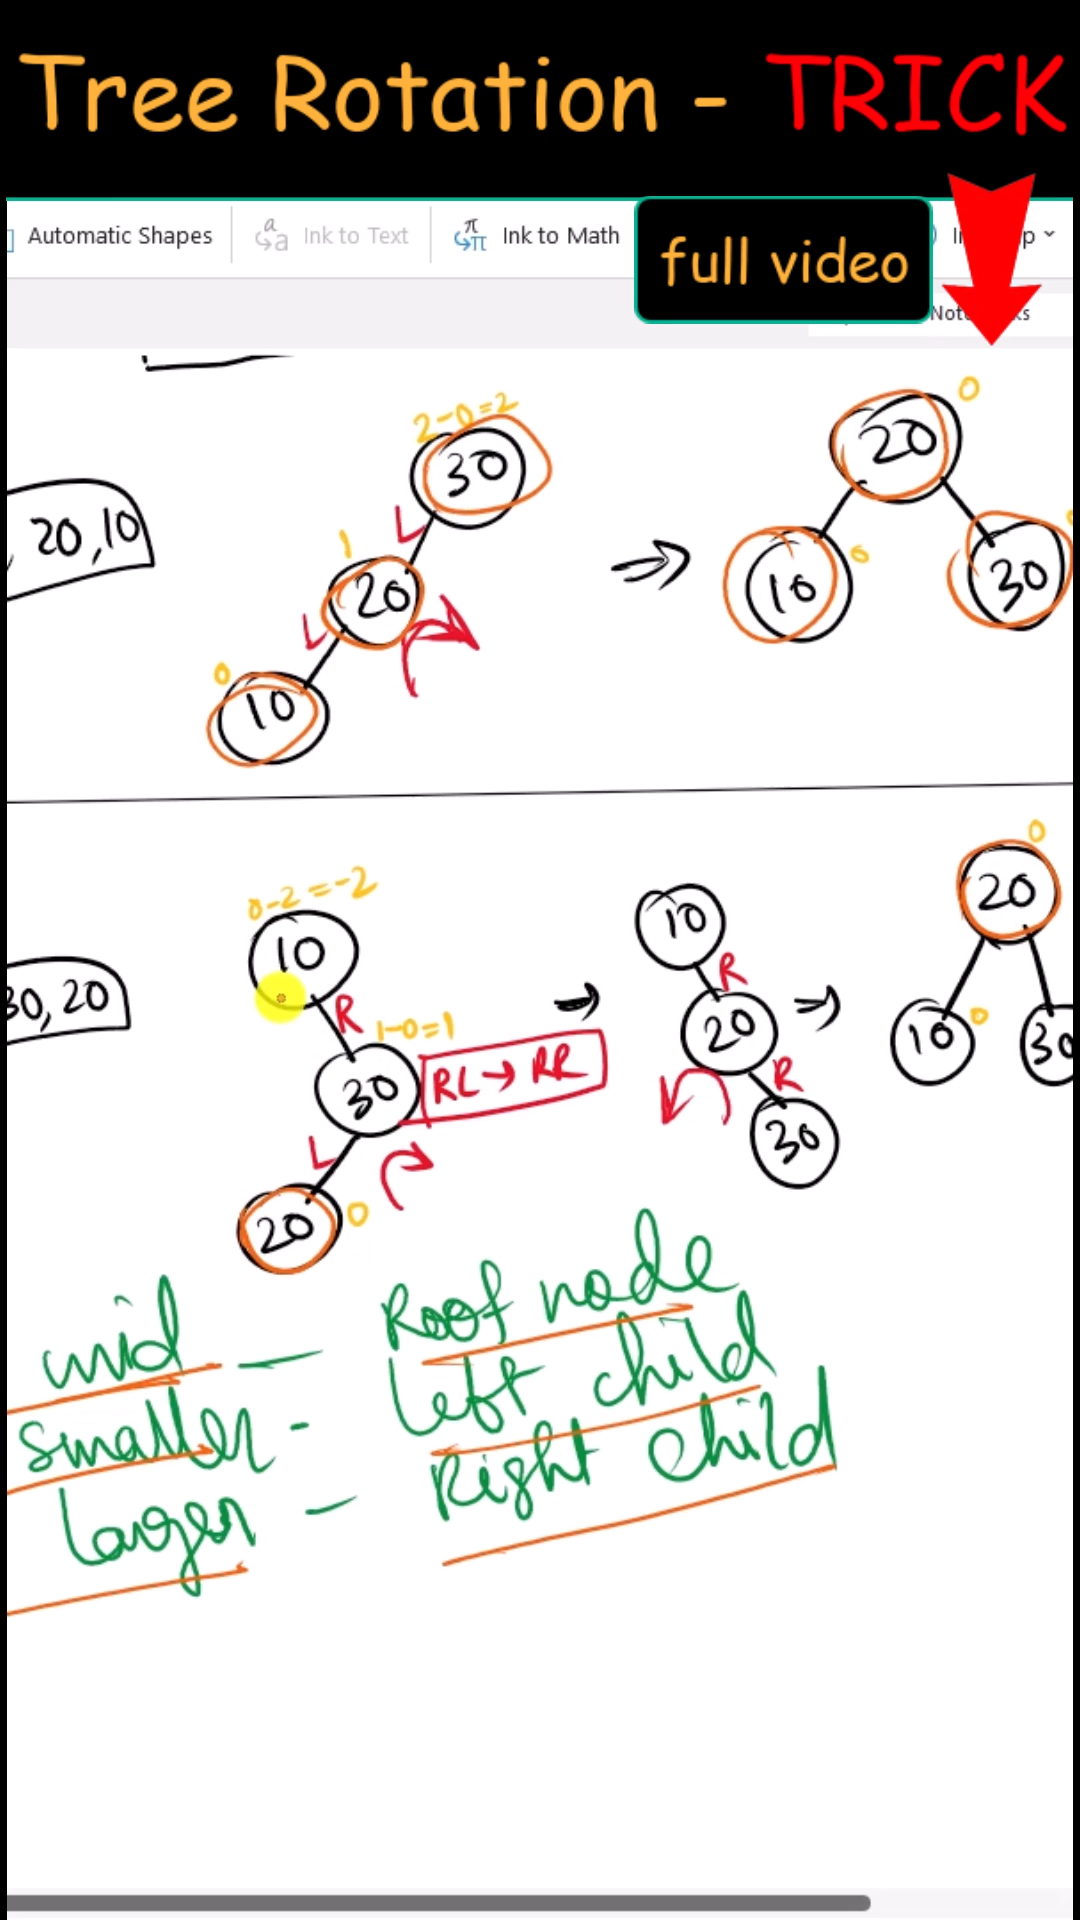 Tree Rotation - TRICK
Automatic Shapes
Ink to Text
Ink to Math
full video
2-0=2
30
L
1
20
L
0
10
20,10
20
0
10
0
30
0-2=-2
10
R
1-0=1
30
RL→RR
L
20
0
30,20
10
R
20
R
30
0
20
10
0
30
mid - Root node
smaller - Left child
larger - Right child